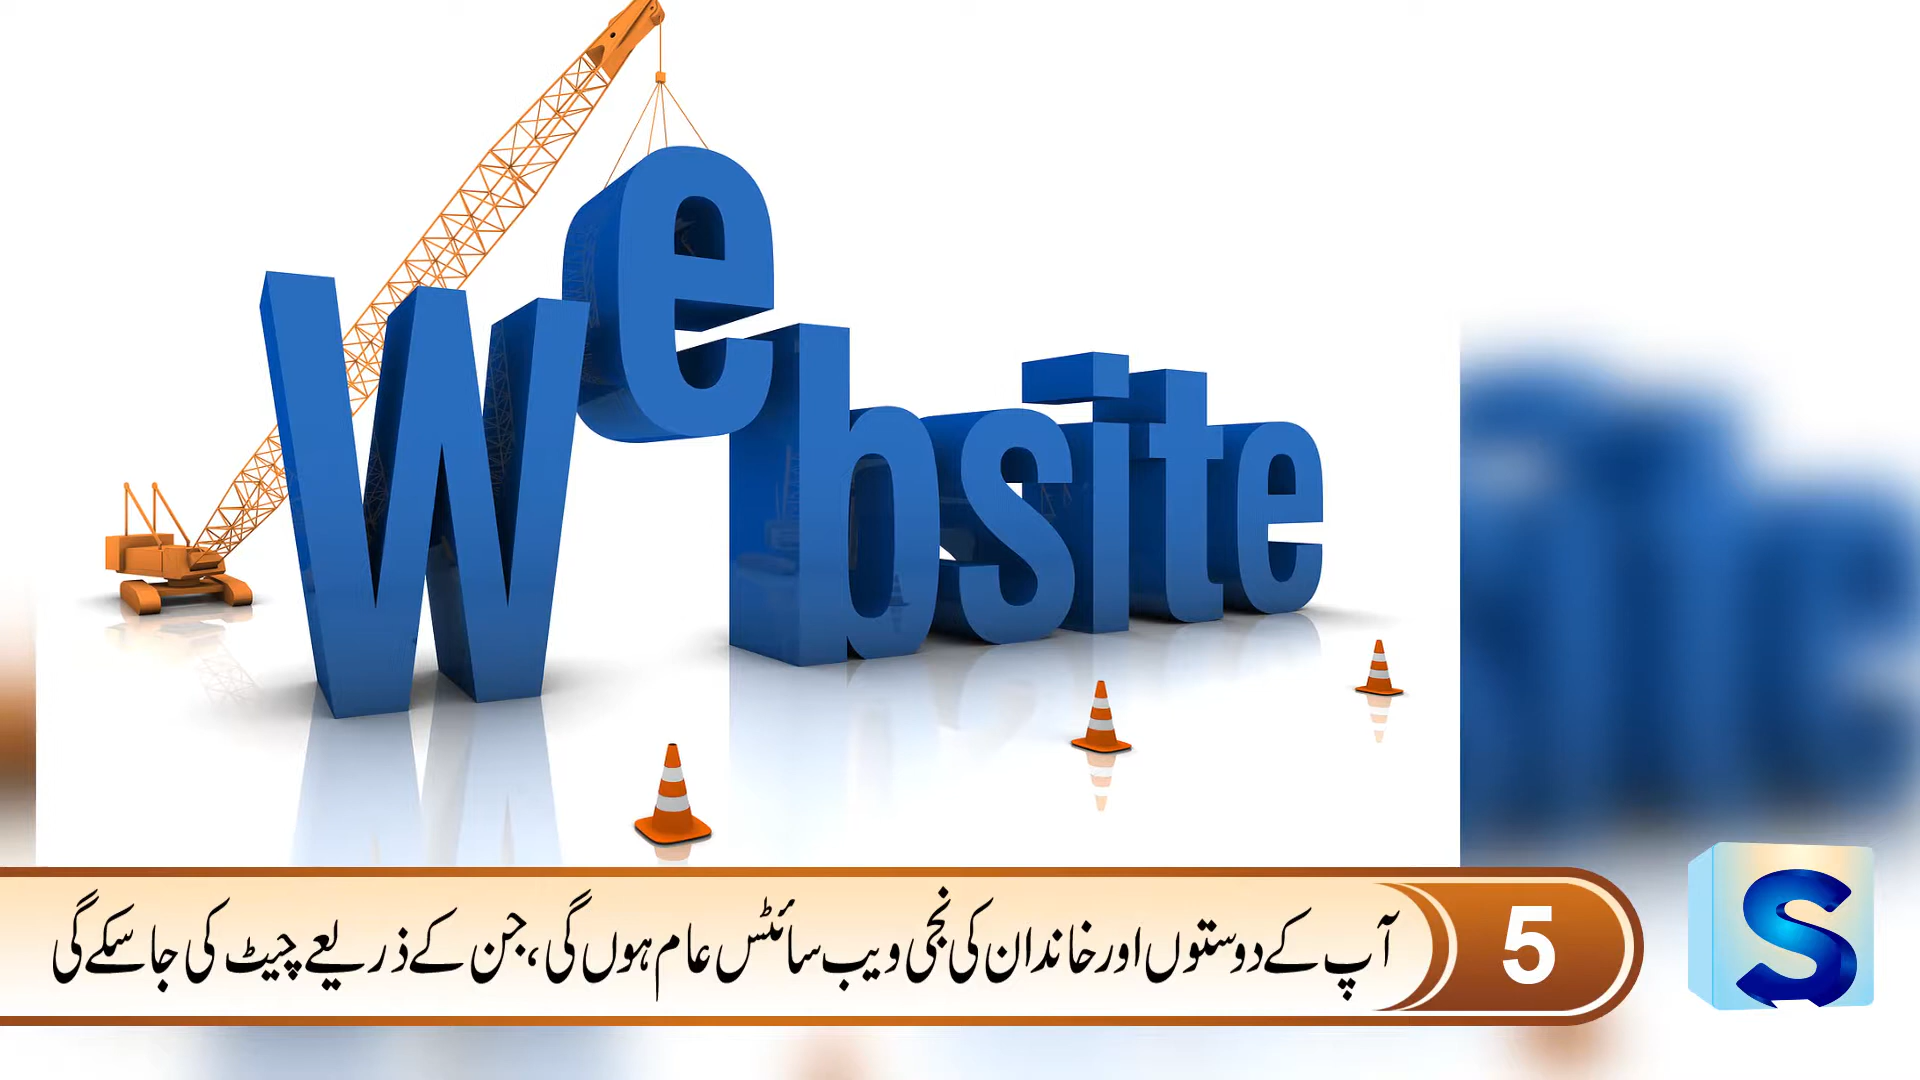 Website
آپ کے دوستوں اور خاندان کی نجی ویب سائٹس عام ہوں گی، جن کے ذریعے چیٹ کی جا سکے گی
5
S